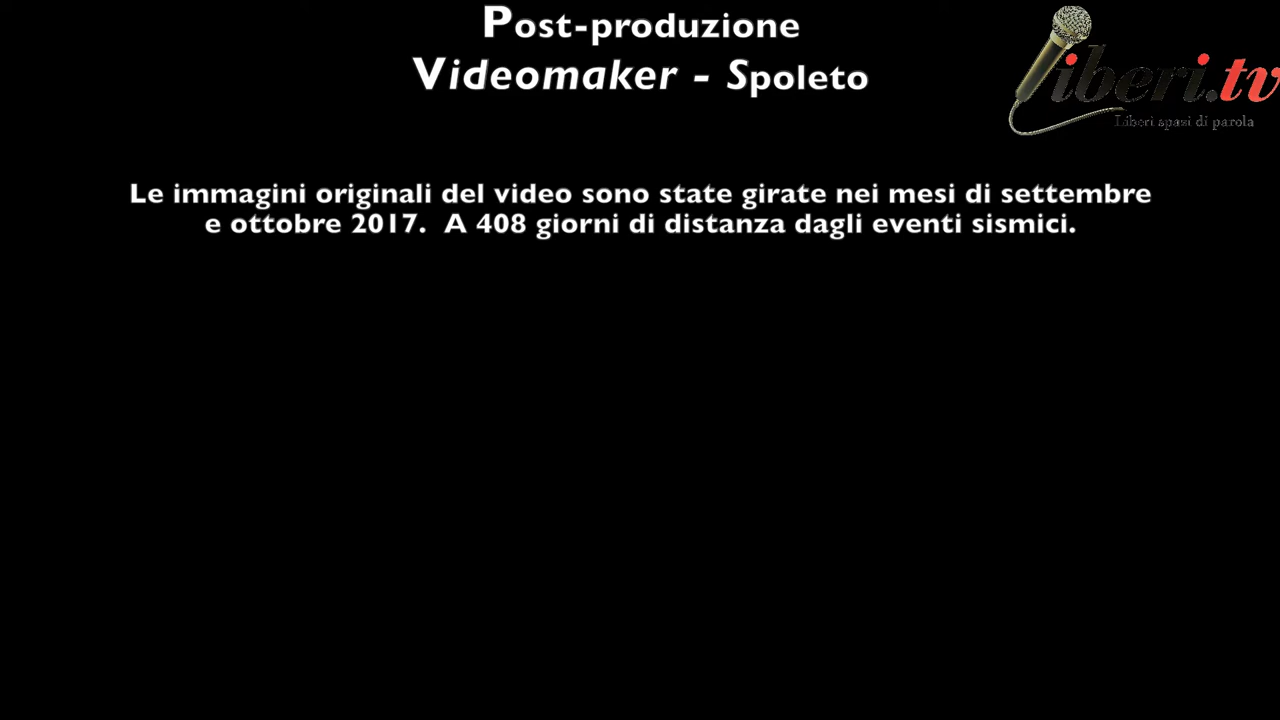 Post-produzione
Videomaker - Spoleto
iberi.tv
Liberi spazi di parola
Le immagini originali del video sono state girate nei mesi di settembre
e ottobre 2017.  A 408 giorni di distanza dagli eventi sismici.